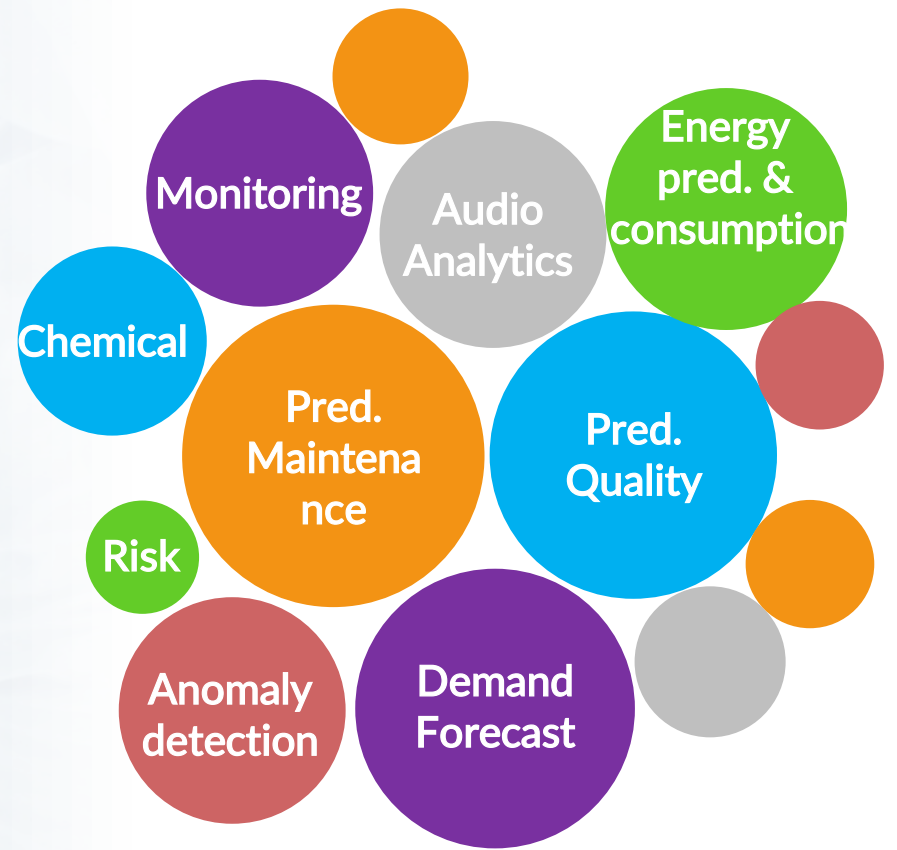 Monitoring
Audio
Analytics
Energy
pred. &
consumption
Chemical
Pred.
Maintena
nce
Pred.
Quality
Risk
Anomaly
detection
Demand
Forecast